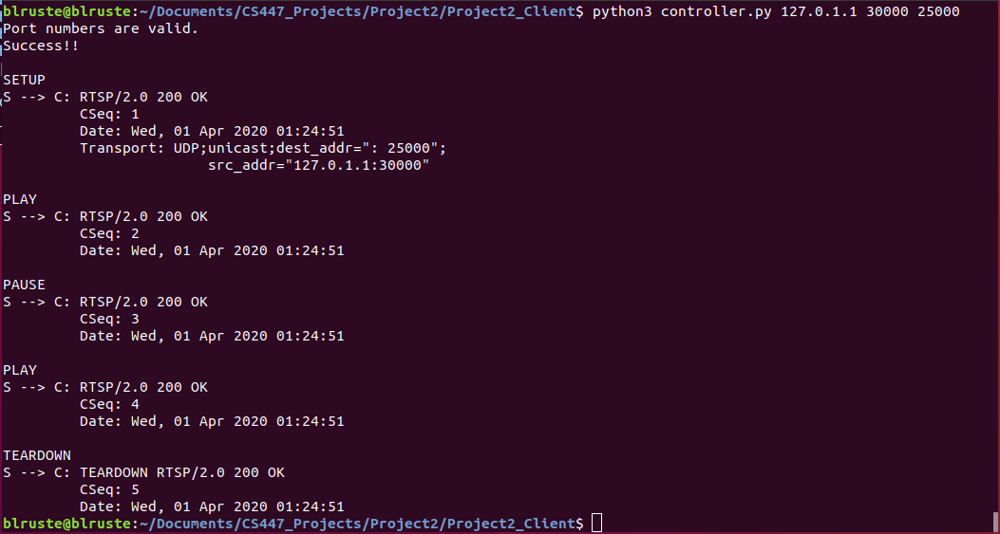 blruste@blruste:~/Documents/CS447_Projects/Project2/Project2_Client$ python3 controller.py 127.0.1.1 30000 25000
Port numbers are valid.
Success!!
SETUP
S --> C: RTSP/2.0 200 OK
CSeq: 1
Date: Wed, 01 Apr 2020 01:24:51
Transport: UDP;unicast;dest_addr=": 25000";
src_addr="127.0.1.1:30000"
PLAY
S --> C: RTSP/2.0 200 OK
CSeq: 2
Date: Wed, 01 Apr 2020 01:24:51
PAUSE
S --> C: RTSP/2.0 200 OK
CSeq: 3
Date: Wed, 01 Apr 2020 01:24:51
PLAY
S --> C: RTSP/2.0 200 OK
CSeq: 4
Date: Wed, 01 Apr 2020 01:24:51
TEARDOWN
S --> C: TEARDOWN RTSP/2.0 200 OK
CSeq: 5
Date: Wed, 01 Apr 2020 01:24:51
blruste@blruste:~/Documents/CS447_Projects/Project2/Project2_Client$